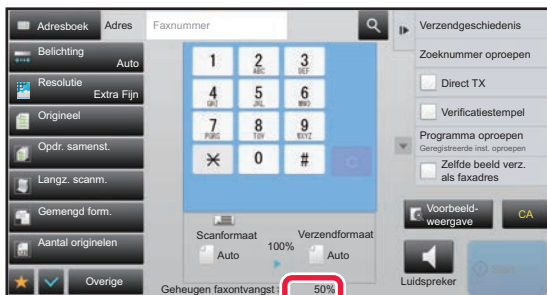 Adresboek
Adres
Faxnummer
Verzendgeschiedenis
Belichting
Auto
Zoeknummer oproepen
Resolutie
Extra Fijn
Direct TX
Origineel
Verificatiestempel
Opdr. samenst.
Programma oproepen
Geregistreerde inst. oproepen
Langz. scanm.
Zelfde beeld verz.
als faxadres
Gemengd form.
Voorbeeld-
weergave
CA
Aantal originelen
1 2 3
ABC DEF
4 5 6
GHI JKL MNO
7 8 9
PQRS TUV WXYZ
0 #
C
Scanformaat
Verzendformaat
100%
Auto
Auto
Overige
Luidspreker
Start
Geheugen faxontvangst : 50%